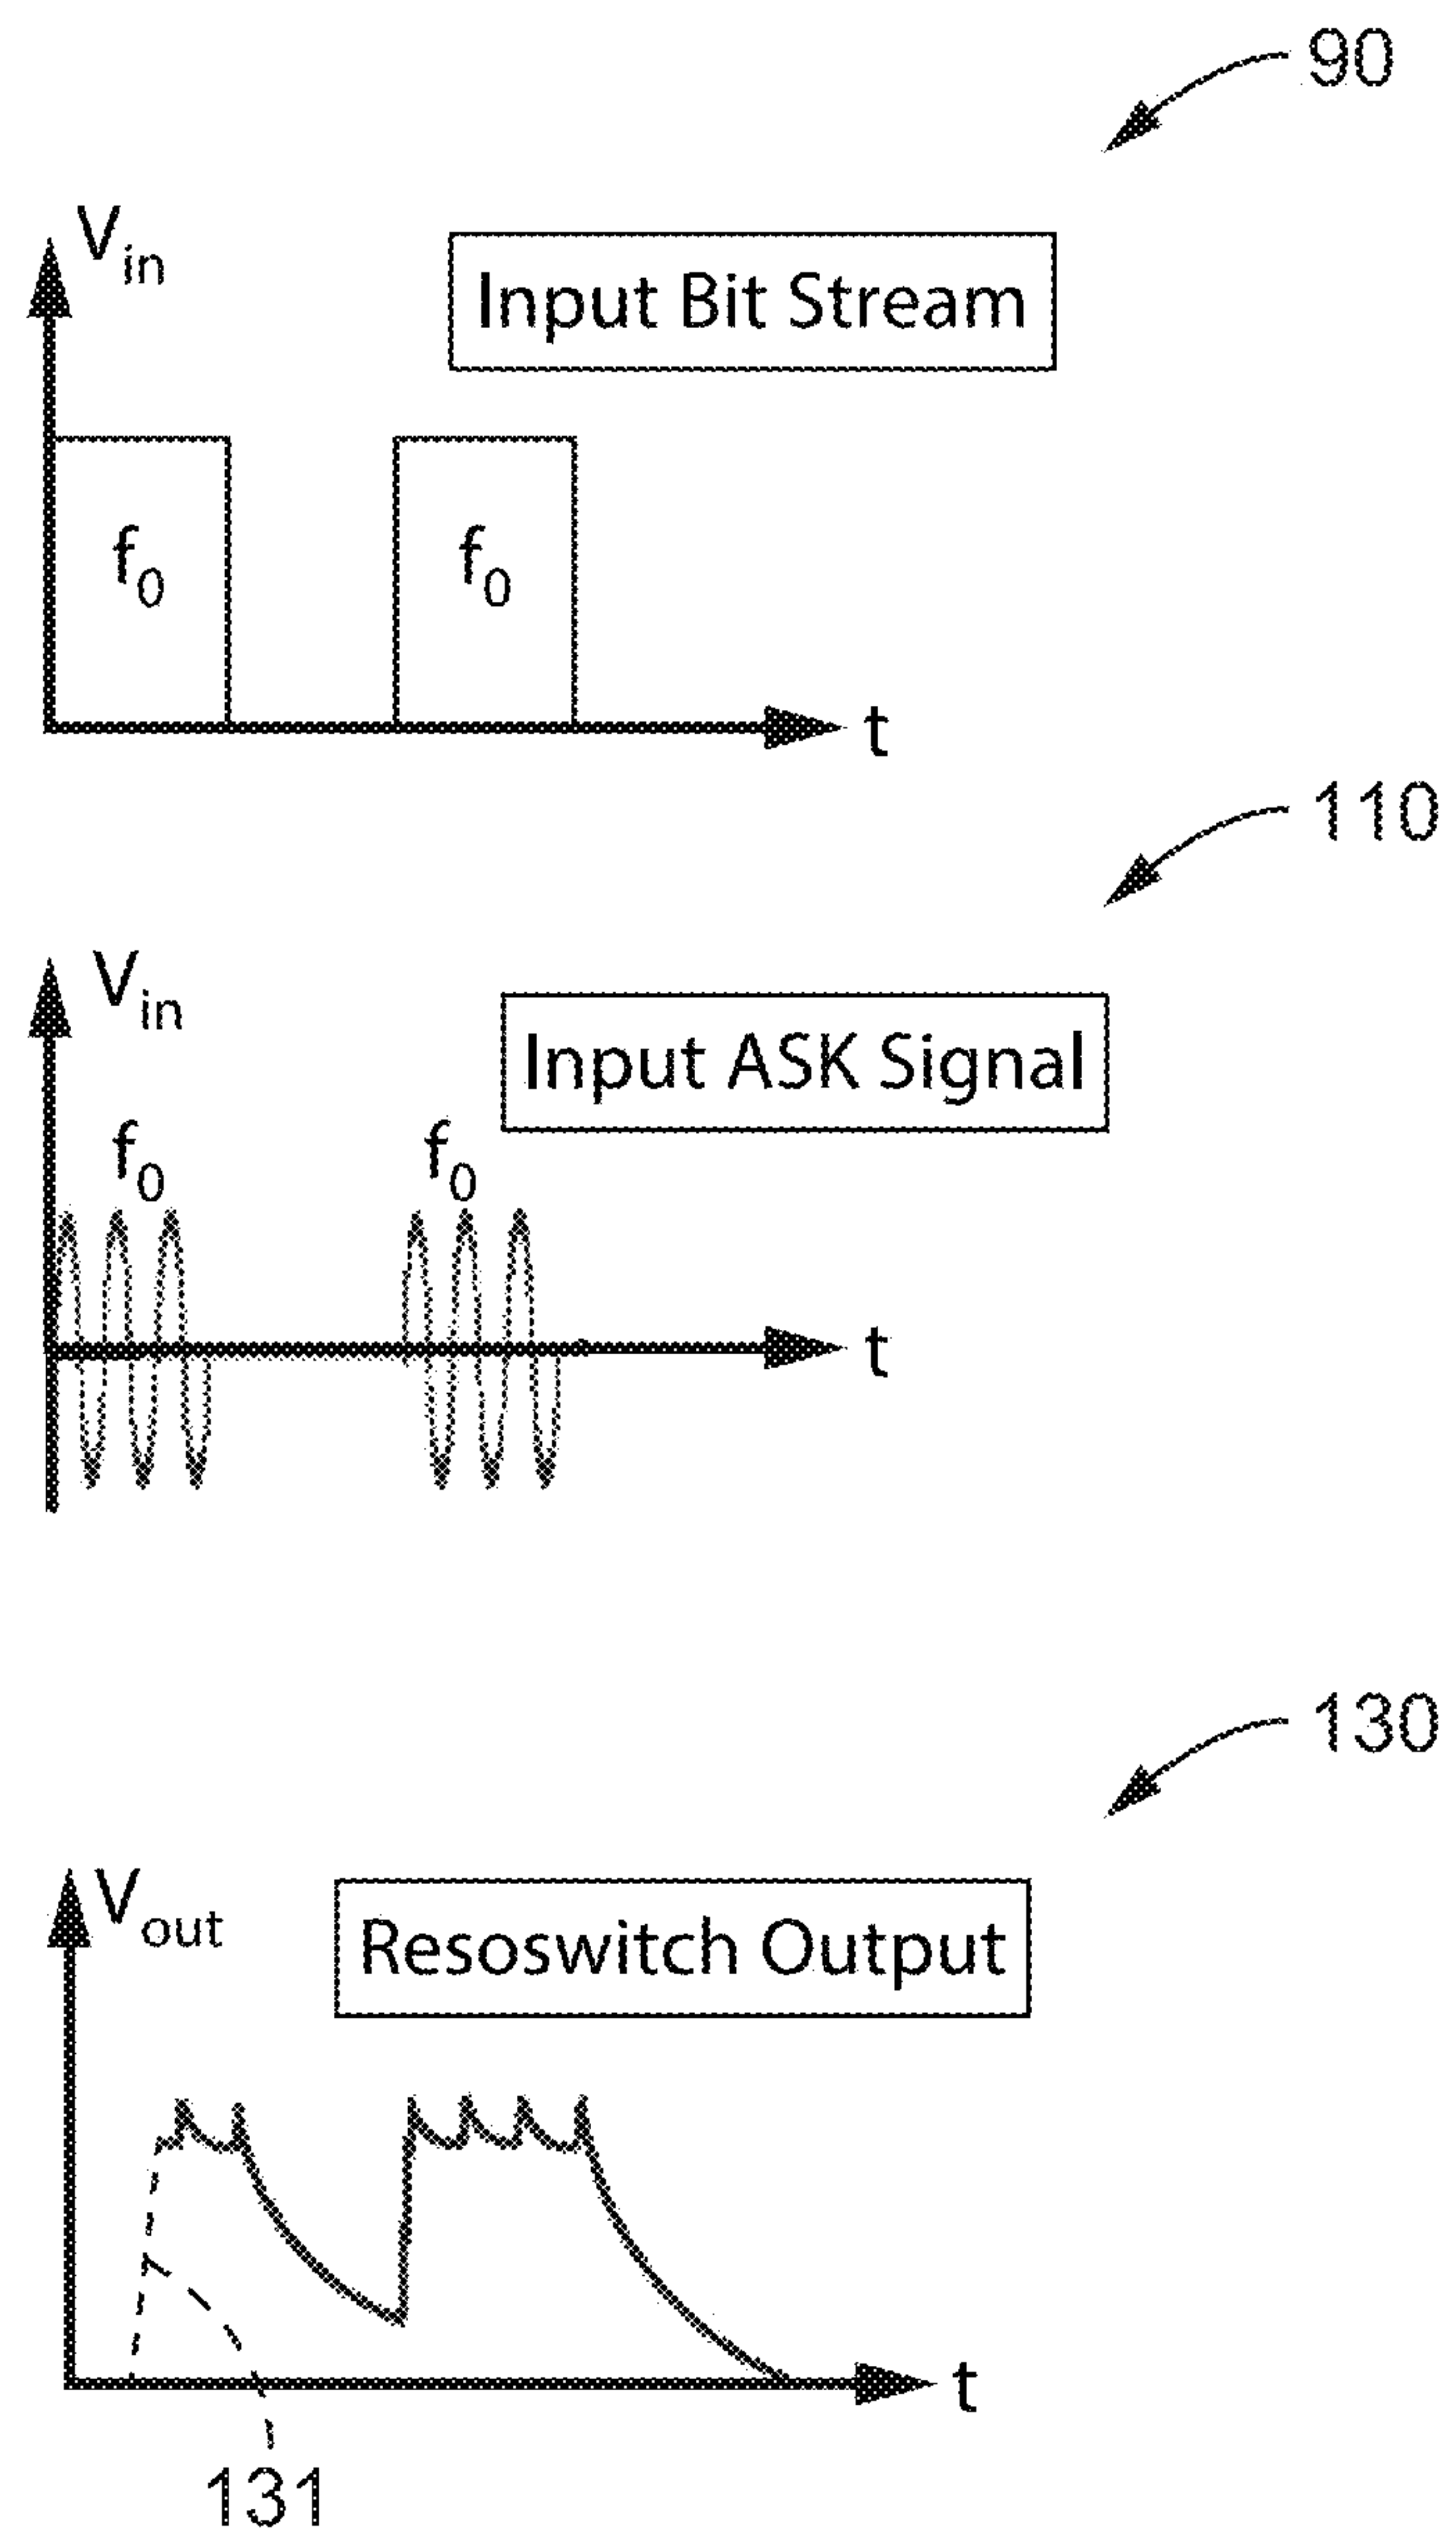 90
Vin
Input Bit Stream
f0 f0
t
110
Vin
Input ASK Signal
f0 f0
t
130
Vout
Resoswitch Output
t
131